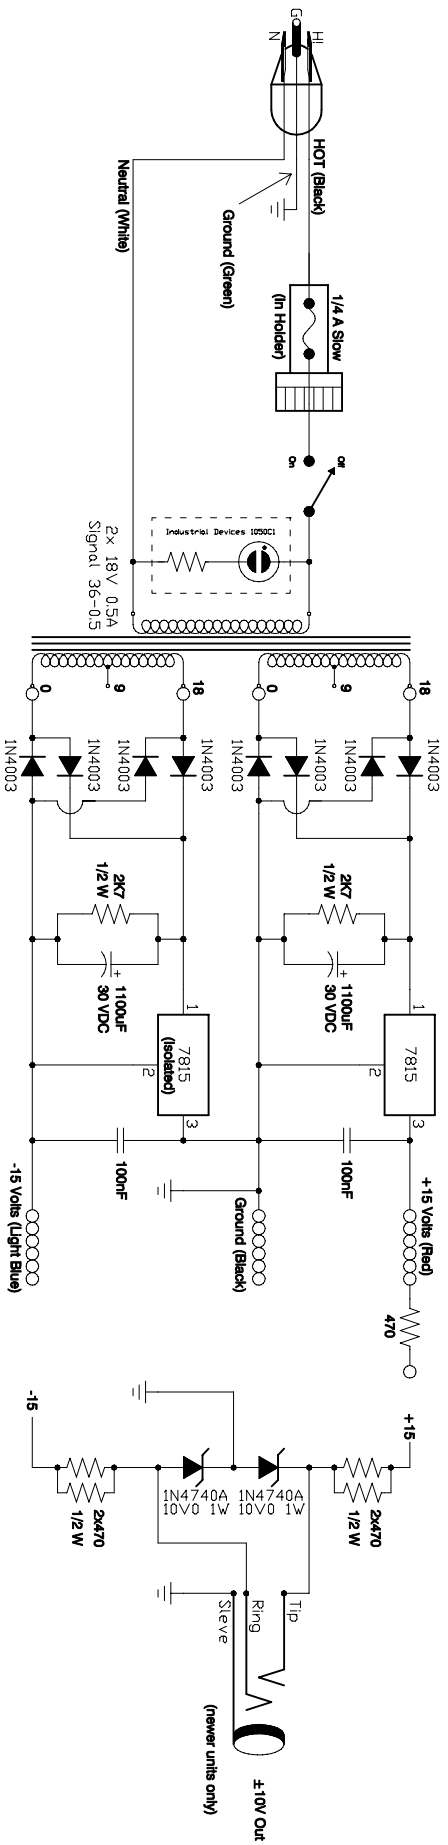 G
Hi
N
HOT (Black)
Ground (Green)
Neutral (White)
1/4 A Slow
(In Holder)
Off
On
Industrial Devices 1050C1
2x 18V 0.5A
Signal 36-0.5
18
9
0
18
9
0
1N4003
1N4003
1N4003
1N4003
1N4003
1N4003
1N4003
1N4003
2K7
1/2 W
+
1100uF
30 VDC
2K7
1/2 W
+
1100uF
30 VDC
1
7815
2
3
1
7815
(Isolated)
2
3
100nF
100nF
+15 Volts (Red)
Ground (Black)
-15 Volts (Light Blue)
470
+15
-15
2x470
1/2 W
2x470
1/2 W
1N4740A
10V0 1W
1N4740A
10V0 1W
Tip
Ring
Sleve
±10V Out
(newer units only)